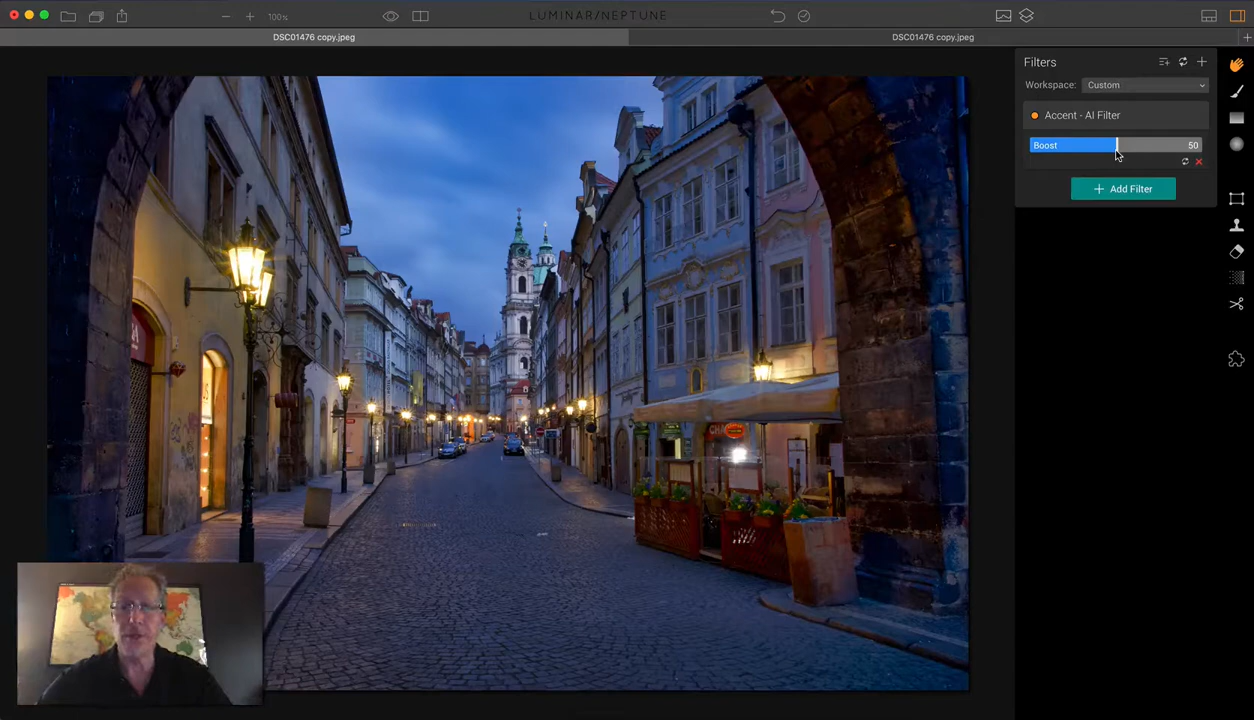 100%
LUMINAR/NEPTUNE
DSC01476 copy.jpeg
DSC01476 copy.jpeg
Filters
Workspace: Custom
Accent - AI Filter
Boost 50
Add Filter